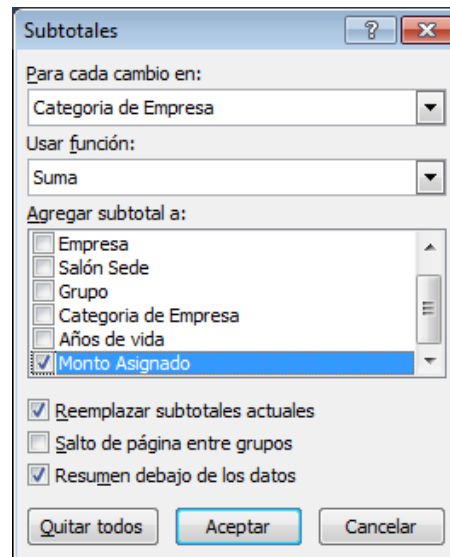 Subtotales
Para cada cambio en:
Categoria de Empresa
Usar función:
Suma
Agregar subtotal a:
Empresa
Salón Sede
Grupo
Categoria de Empresa
Años de vida
Monto Asignado
Reemplazar subtotales actuales
Salto de página entre grupos
Resumen debajo de los datos
Quitar todos Aceptar Cancelar